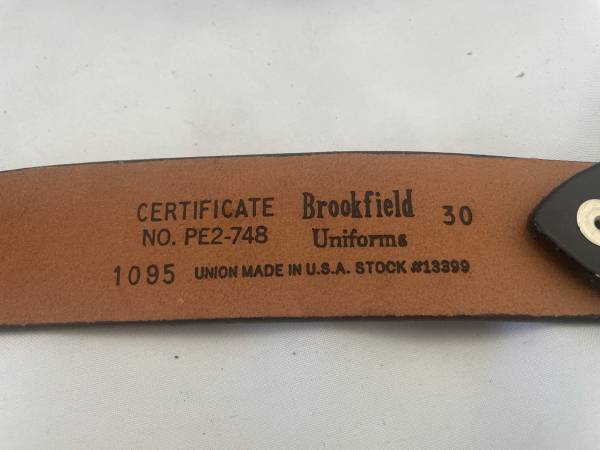 CERTIFICATE Brookfield 30
NO. PE2-748 Uniforms
1095 UNION MADE IN U.S.A. STOCK #13399